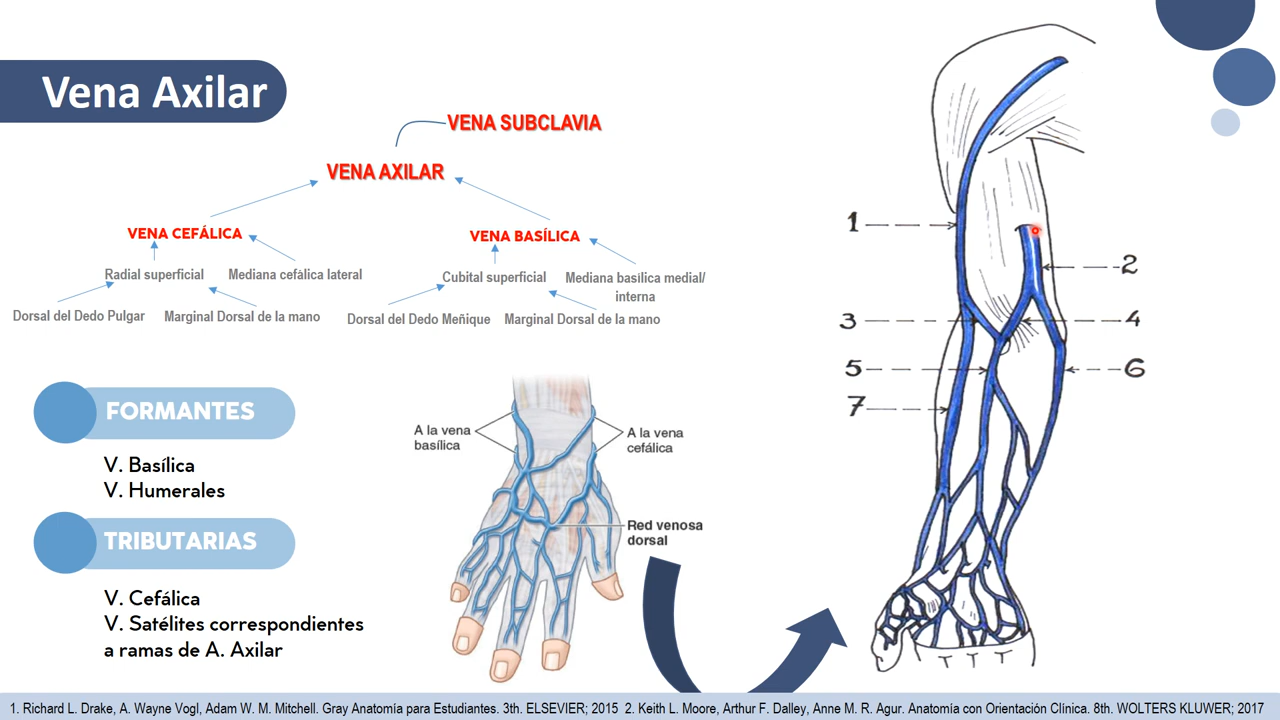 Vena Axilar
VENA SUBCLAVIA
VENA AXILAR
VENA CEFÁLICA
VENA BASÍLICA
Radial superficial
Mediana cefálica lateral
Cubital superficial
Mediana basílica medial/
interna
Dorsal del Dedo Pulgar
Marginal Dorsal de la mano
Dorsal del Dedo Meñique
Marginal Dorsal de la mano
FORMANTES
V. Basílica
V. Humerales
TRIBUTARIAS
V. Cefálica
V. Satélites correspondientes
a ramas de A. Axilar
A la vena
basílica
A la vena
cefálica
Red venosa
dorsal
1
2
3
4
5
6
7
1. Richard L. Drake, A. Wayne Vogl, Adam W. M. Mitchell. Gray Anatomía para Estudiantes. 3th. ELSEVIER; 2015 2. Keith L. Moore, Arthur F. Dalley, Anne M. R. Agur. Anatomía con Orientación Clínica. 8th. WOLTERS KLUWER; 2017